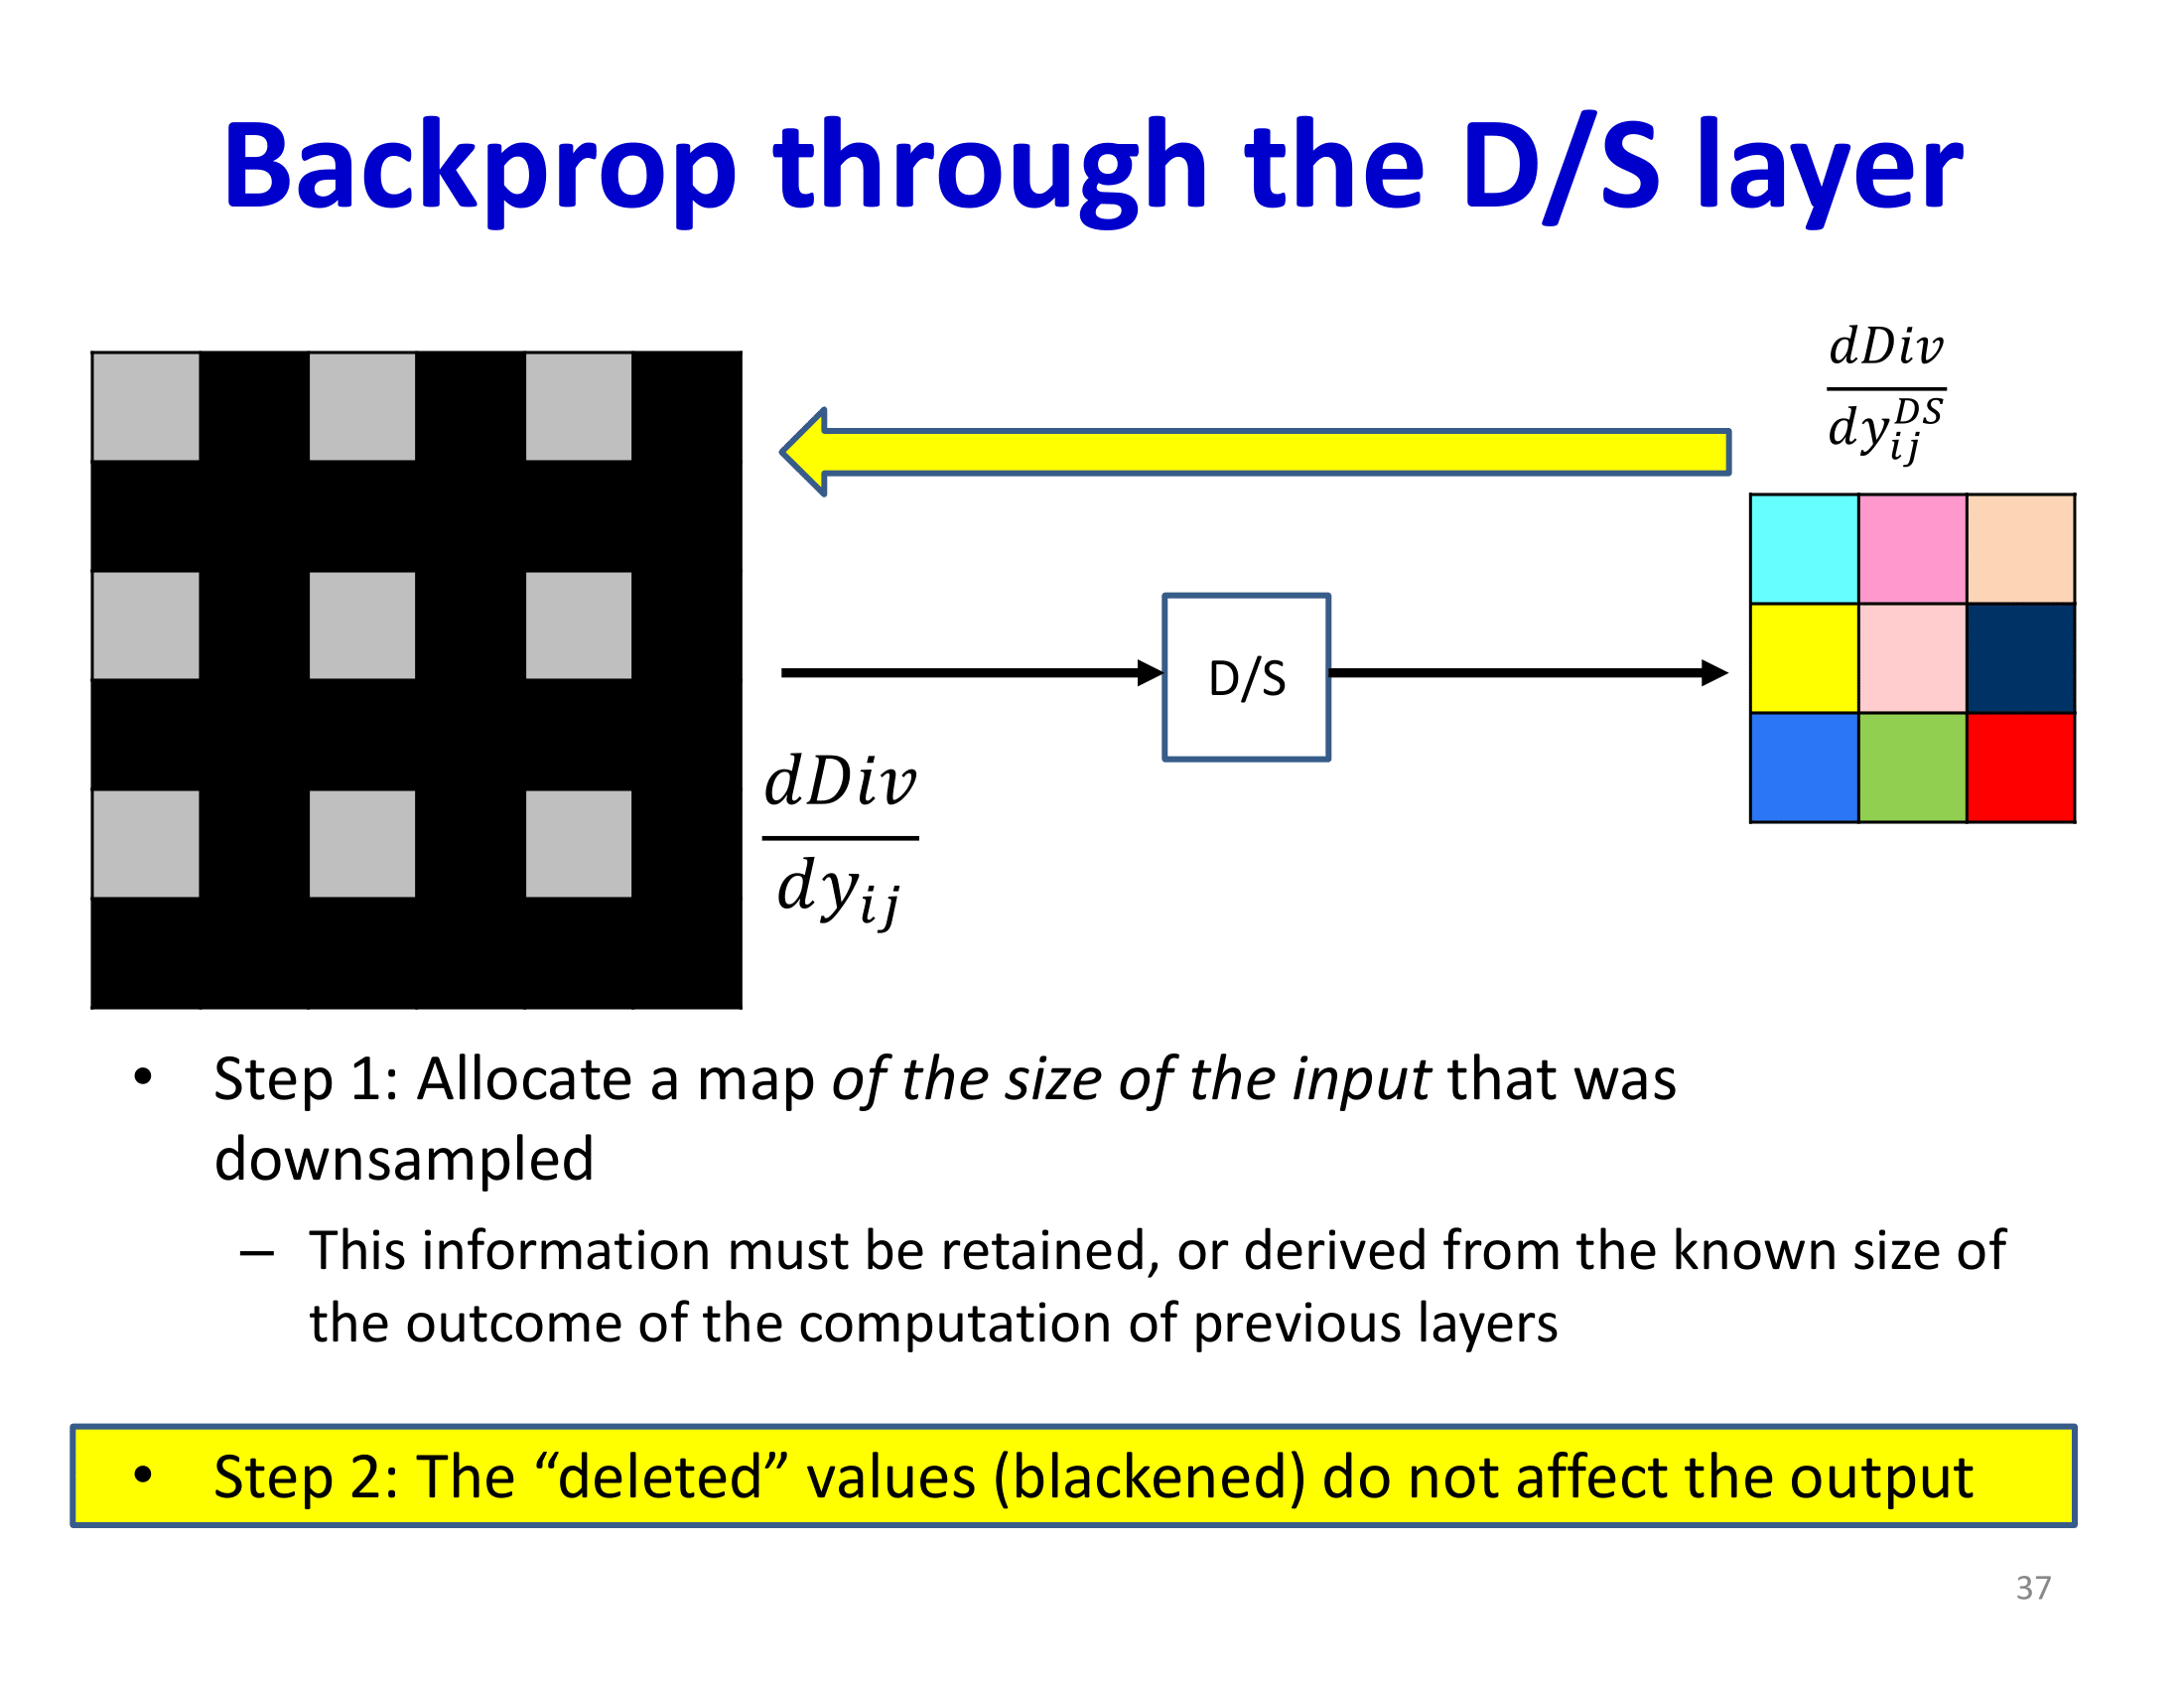 Backprop through the D/S layer
dDiv
dy_{ij}^{DS}
D/S
dDiv
dy_{ij}
• Step 1: Allocate a map of the size of the input that was
downsampled
– This information must be retained, or derived from the known size of
the outcome of the computation of previous layers
• Step 2: The “deleted” values (blackened) do not affect the output
37